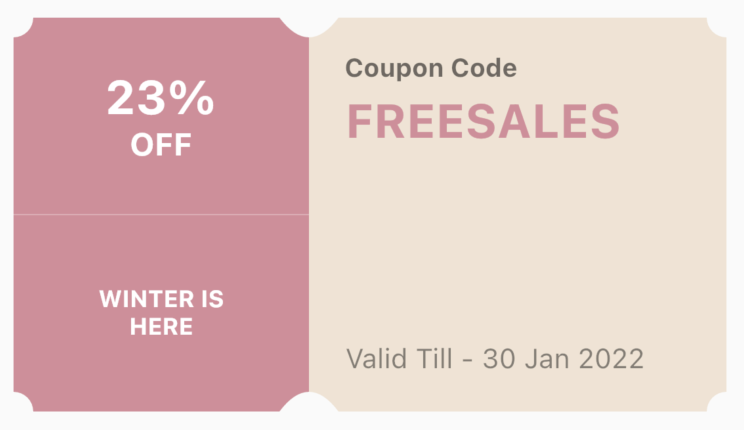 23%
OFF
WINTER IS
HERE
Coupon Code
FREESALES
Valid Till - 30 Jan 2022